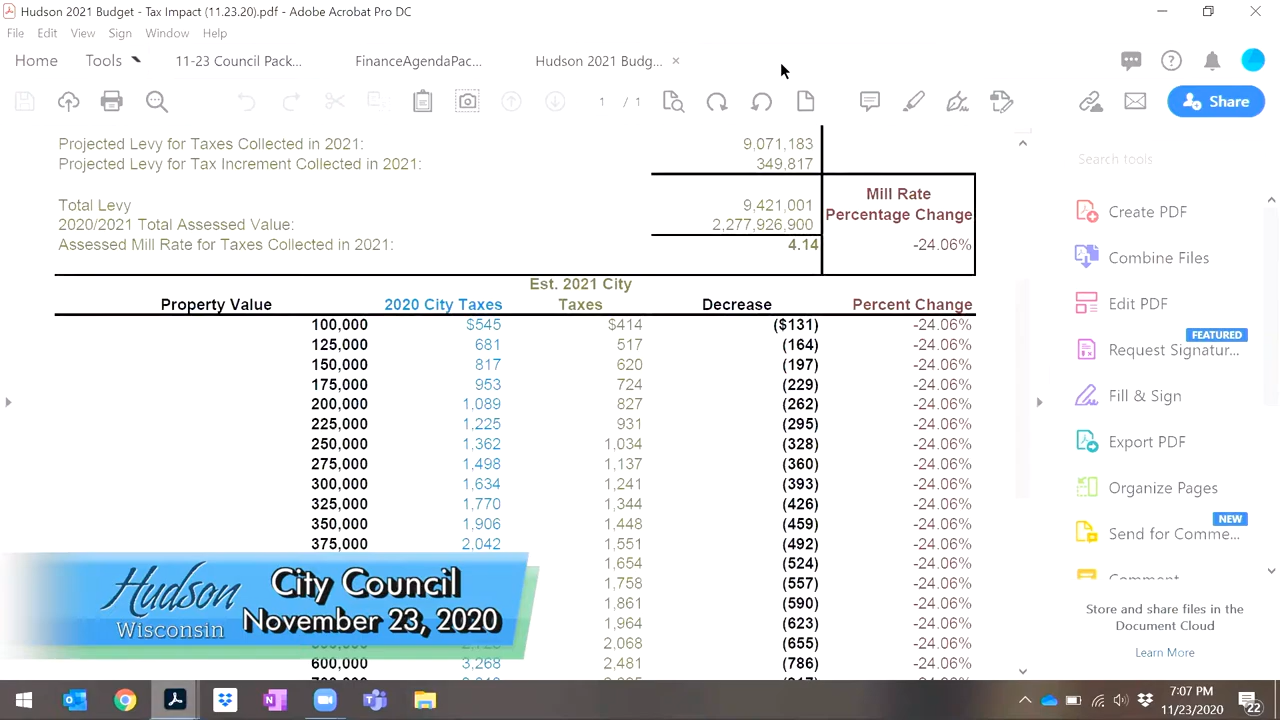 Hudson 2021 Budget - Tax Impact (11.23.20).pdf - Adobe Acrobat Pro DC
File Edit View Sign Window Help
Home Tools 11-23 Council Pack... FinanceAgendaPac... Hudson 2021 Budg... ×
1 / 1 Share
Projected Levy for Taxes Collected in 2021: 9,071,183
Projected Levy for Tax Increment Collected in 2021: 349,817
Mill Rate
Percentage Change
Total Levy 9,421,001
2020/2021 Total Assessed Value: 2,277,926,900
Assessed Mill Rate for Taxes Collected in 2021: 4.14 -24.06%
Est. 2021 City
Property Value 2020 City Taxes Taxes Decrease Percent Change
100,000 $545 $414 ($131) -24.06%
125,000 681 517 (164) -24.06%
150,000 817 620 (197) -24.06%
175,000 953 724 (229) -24.06%
200,000 1,089 827 (262) -24.06%
225,000 1,225 931 (295) -24.06%
250,000 1,362 1,034 (328) -24.06%
275,000 1,498 1,137 (360) -24.06%
300,000 1,634 1,241 (393) -24.06%
325,000 1,770 1,344 (426) -24.06%
350,000 1,906 1,448 (459) -24.06%
375,000 2,042 1,551 (492) -24.06%
1,654 (524) -24.06%
1,758 (557) -24.06%
1,861 (590) -24.06%
1,964 (623) -24.06%
2,068 (655) -24.06%
600,000 3,268 2,481 (786) -24.06%
Hudson
Wisconsin
City Council
November 23, 2020
Search tools
Create PDF
Combine Files
Edit PDF
FEATURED
Request Signatur...
Fill & Sign
Export PDF
Organize Pages
NEW
Send for Comme...
Comment
Store and share files in the
Document Cloud
Learn More
7:07 PM
11/23/2020
22